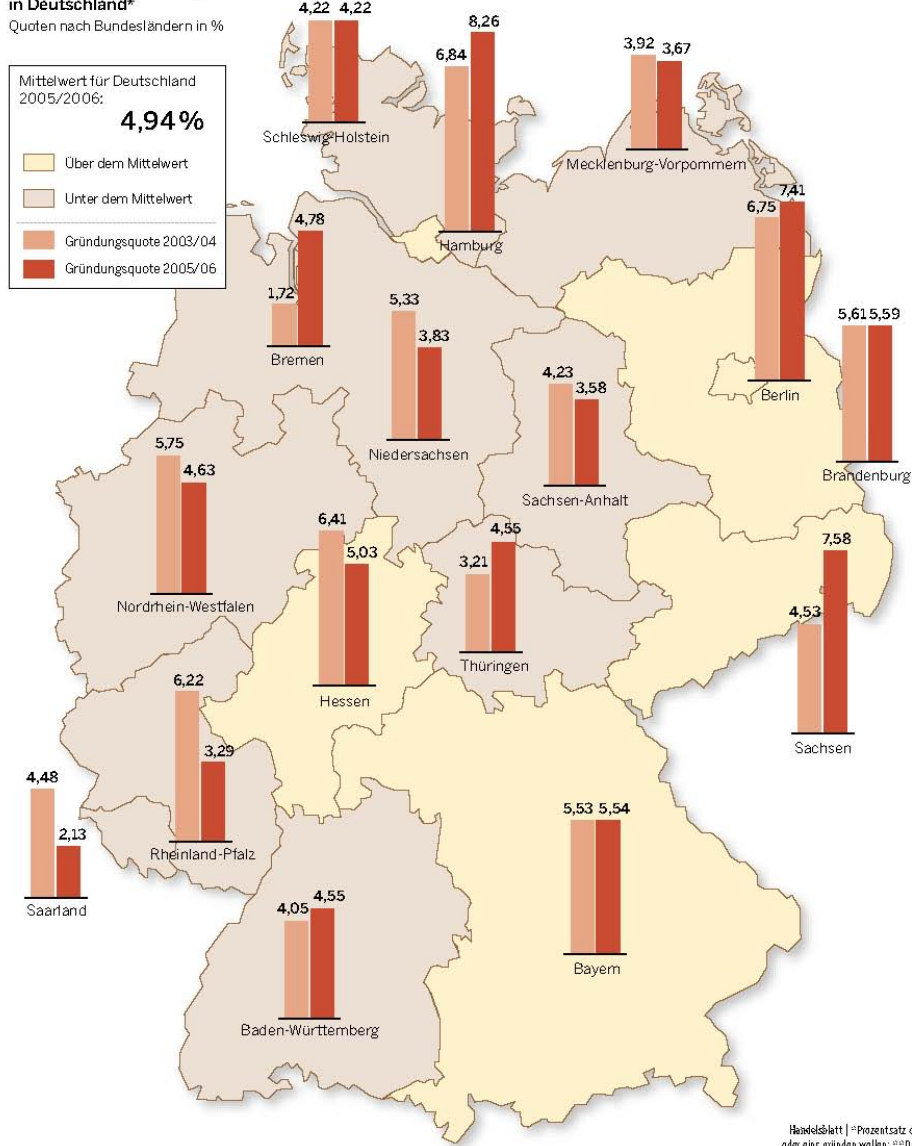 in Deutschland*
Quoten nach Bundesländern in %
Mittelwert für Deutschland
2005/2006:
4,94%
Über dem Mittelwert
Unter dem Mittelwert
Gründungsquote 2003/04
Gründungsquote 2005/06
4,22 4,22
Schleswig-Holstein
6,84 8,26
Hamburg
3,92 3,67
Mecklenburg-Vorpommern
6,75 7,41
Berlin
1,72 4,78
Bremen
5,33 3,83
Niedersachsen
4,23 3,58
Sachsen-Anhalt
5,61 5,59
Brandenburg
5,75 4,63
Nordrhein-Westfalen
6,41 5,03
Hessen
3,21 4,55
Thüringen
4,53 7,58
Sachsen
6,22 3,29
Rheinland-Pfalz
4,48 2,13
Saarland
4,05 4,55
Baden-Württemberg
5,53 5,54
Bayern
Handelsblatt | *Prozentsatz
oder eins gründen wollen; **